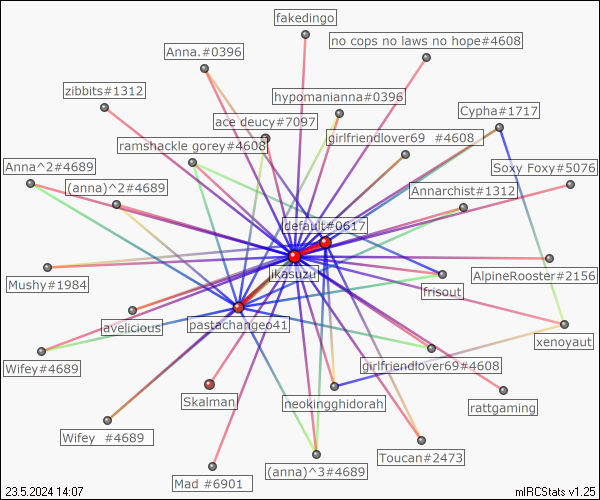 fakedingo
no cops no laws no hope#4608
Anna.#0396
zibbits#1312
hypomanianna#0396
Cypha#1717
ace deucy#7097
ramshackle gorey#4608
girlfriendlover69 #4608
Anna^2#4689
Soxy Foxy#5076
(anna)^2#4689
Annarchist#1312
default#0617
ikasuzu
Mushy#1984
AlpineRooster#2156
frisout
avelicious
pastachangeo41
xenoyaut
Wifey#4689
girlfriendlover69#4608
Skalman
neokingghidorah
rattgaming
Wifey #4689
Toucan#2473
(anna)^3#4689
Mad #6901
23.5.2024 14:07
mIRCStats v1.25